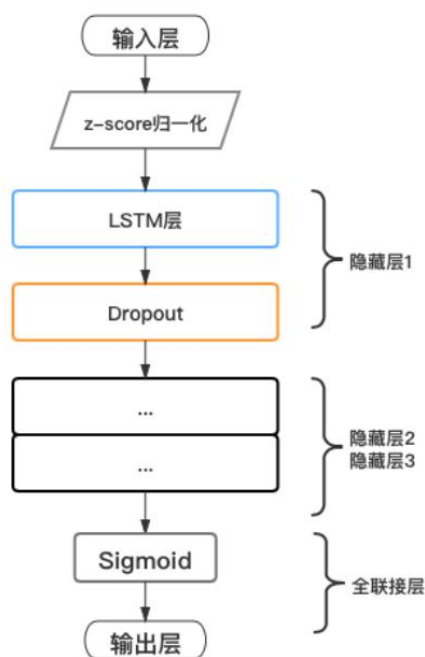 输入层
z-score归一化
LSTM层
隐藏层1
Dropout
...
隐藏层2
隐藏层3
...
Sigmoid
全联接层
输出层